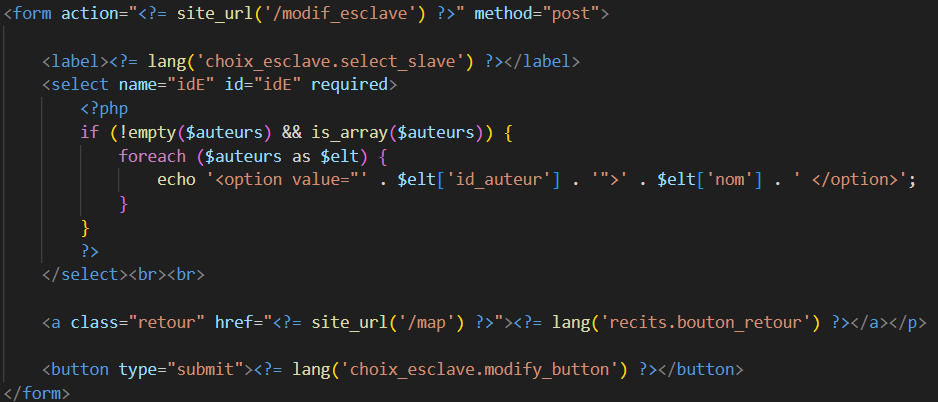 <form action="<?= site_url('/modif_esclave') ?>" method="post">
<label><?= lang('choix_esclave.select_slave') ?></label>
<select name="idE" id="idE" required>
<?php
if (!empty($auteurs) && is_array($auteurs)) {
foreach ($auteurs as $elt) {
echo '<option value="' . $elt['id_auteur'] . '">' . $elt['nom'] . ' </option>';
}
}
?>
</select><br><br>
<a class="retour" href="<?= site_url('/map') ?>"><?= lang('recits.bouton_retour') ?></a></p>
<button type="submit"><?= lang('choix_esclave.modify_button') ?></button>
</form>